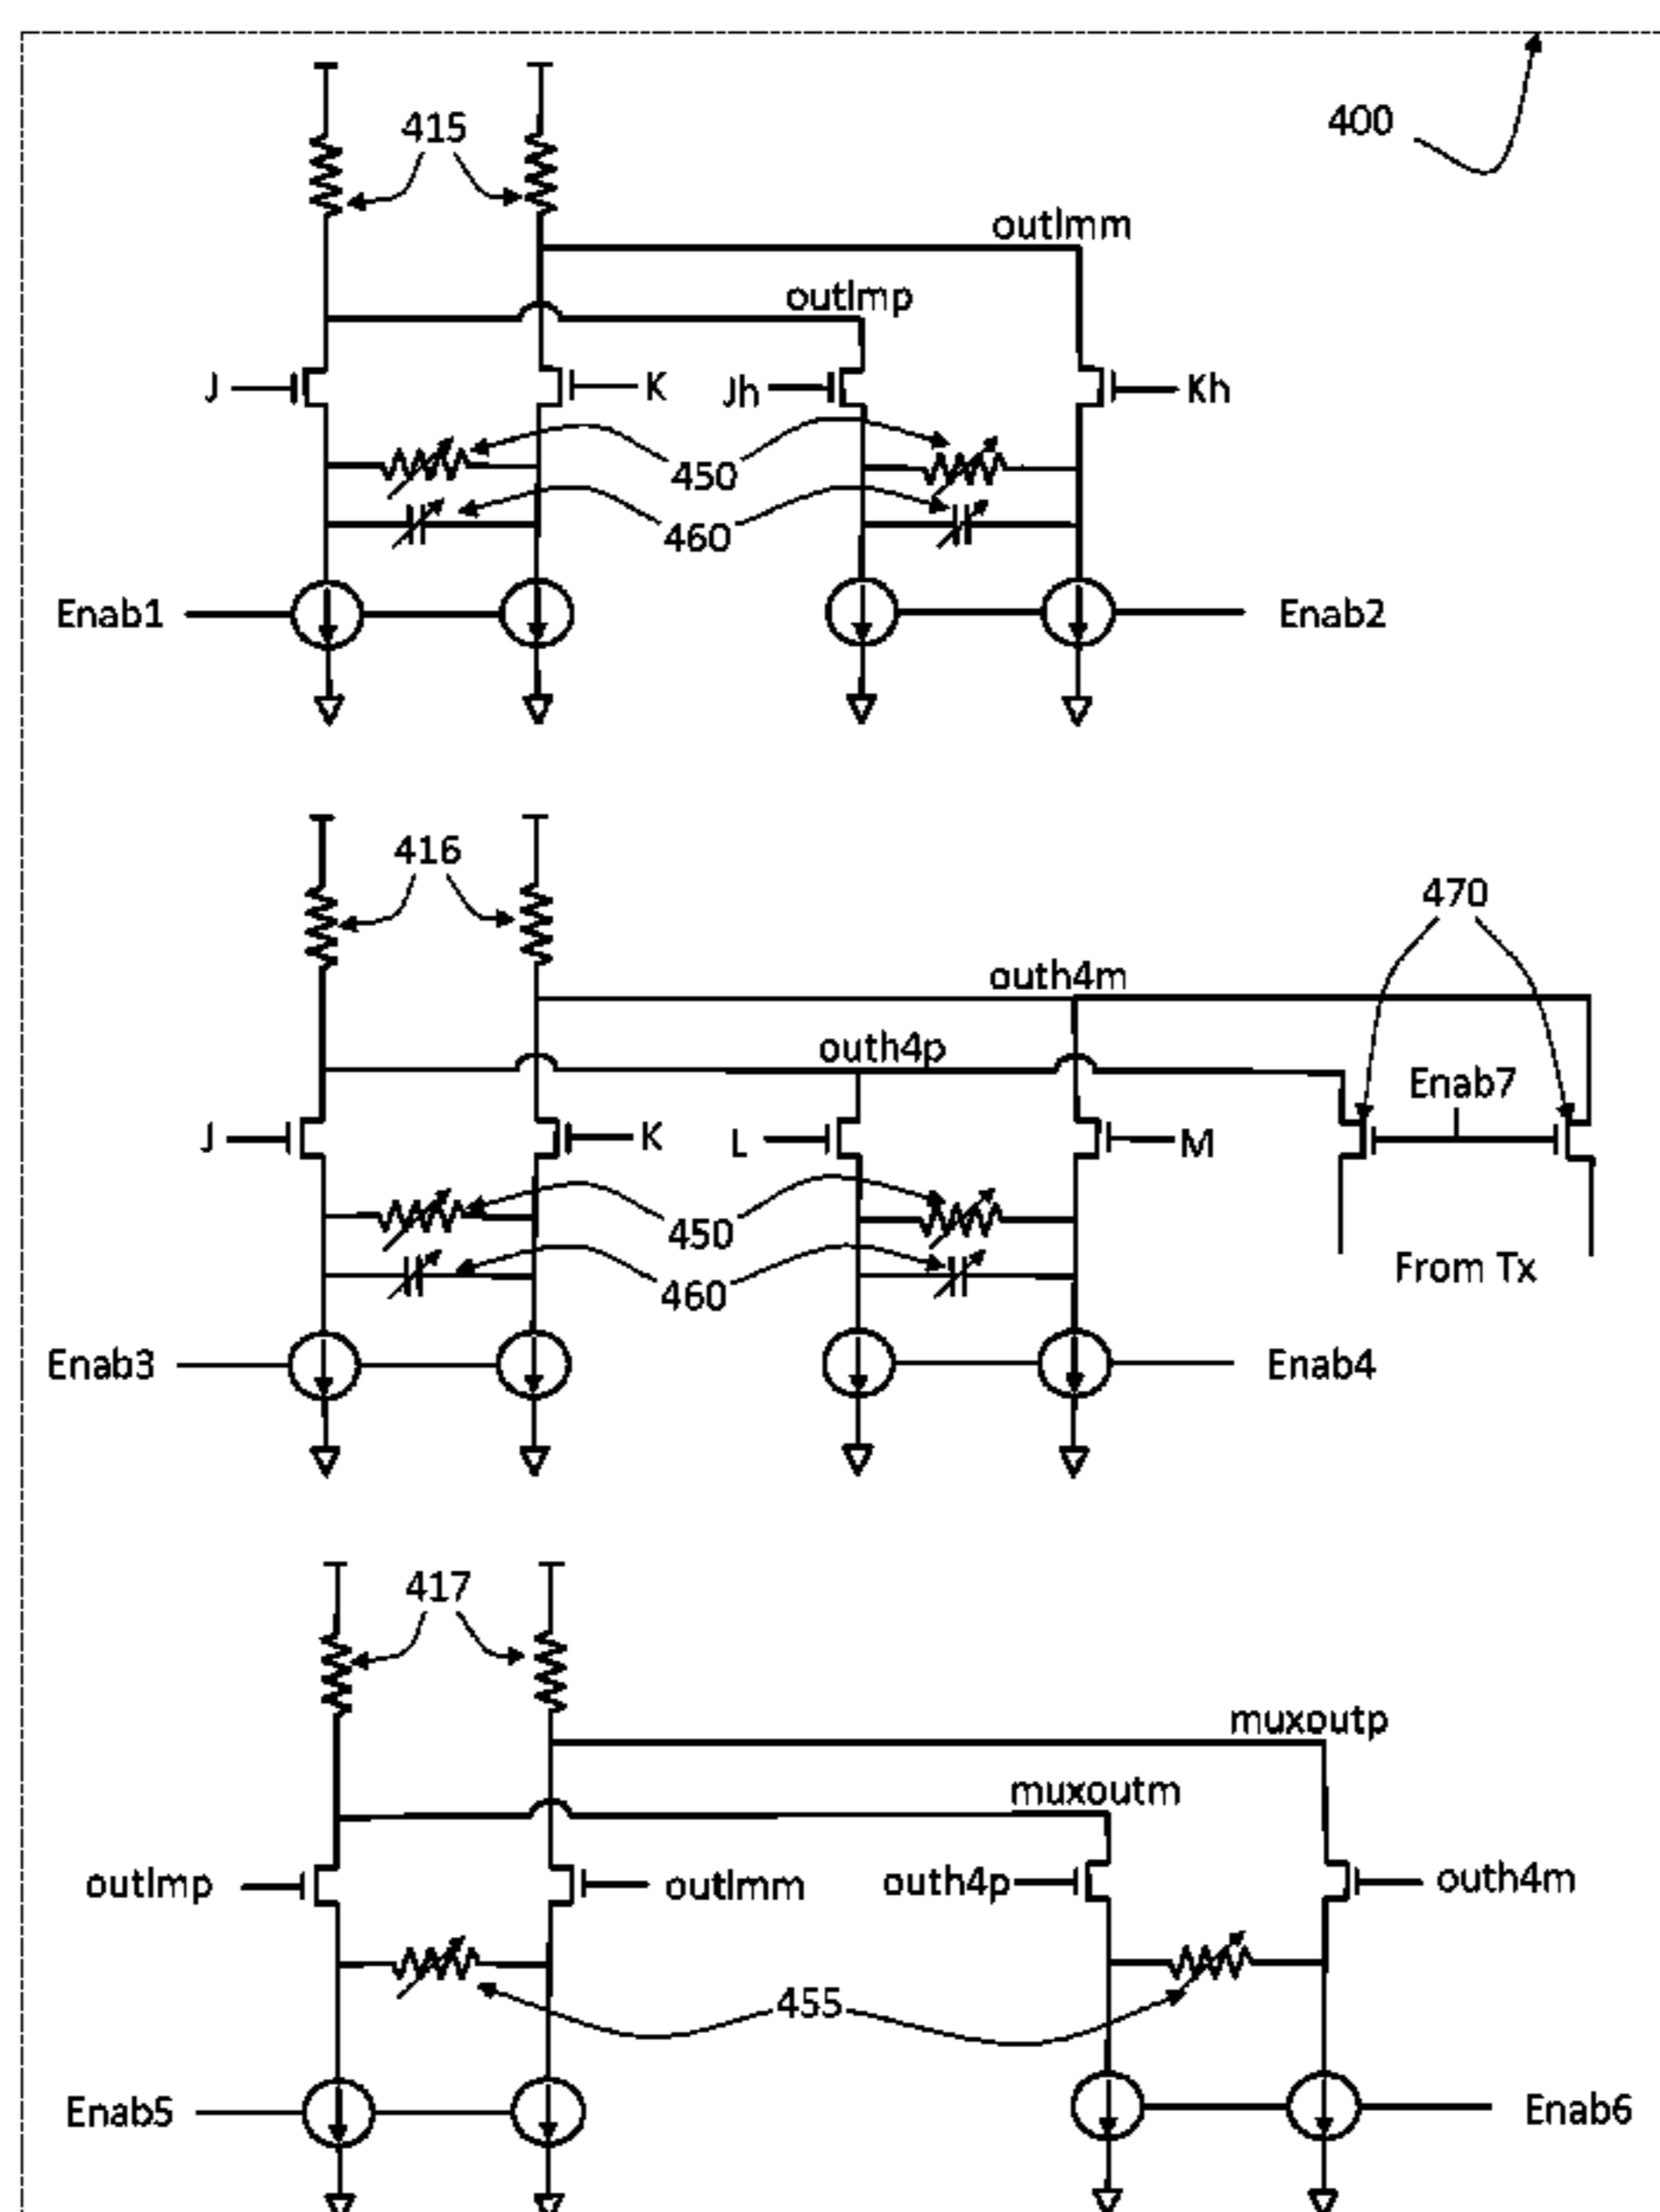 400
415
outlmm
outlmp
J
K
Jh
Kh
450
460
Enab1
Enab2
416
470
outh4m
outh4p
Enab7
J
K
L
M
450
460
From Tx
Enab3
Enab4
417
muxoutp
muxoutm
outlmp
outlmm
outh4p
outh4m
455
Enab5
Enab6